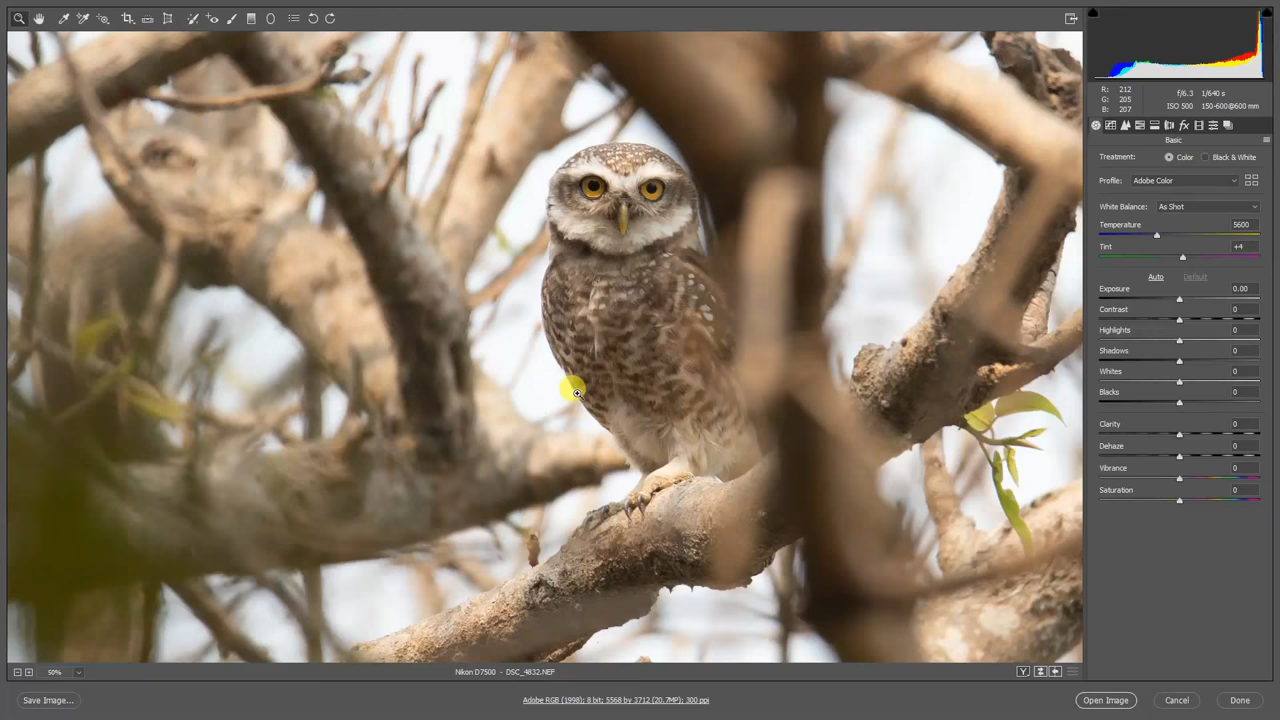 R: 212
G: 205
B: 207
f/6.3 1/640 s
ISO 500 150-600@600 mm
Basic
Treatment: Color Black & White
Profile: Adobe Color
White Balance: As Shot
Temperature 5600
Tint +4
Auto Default
Exposure 0.00
Contrast 0
Highlights 0
Shadows 0
Whites 0
Blacks 0
Clarity 0
Dehaze 0
Vibrance 0
Saturation 0
50% Nikon D7500 - DSC_4832.NEF Y
Save Image... Adobe RGB (1998); 8 bit; 5568 by 3712 (20.7MP); 300 ppi Open Image Cancel Done